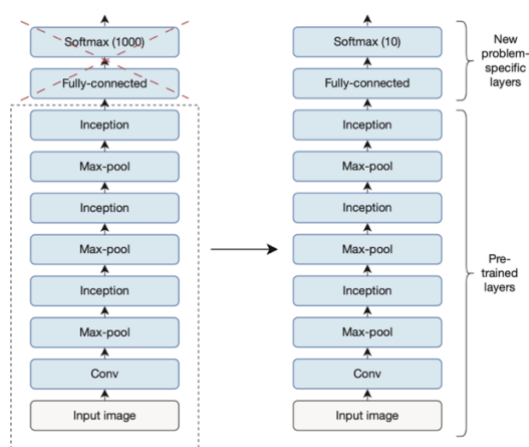 Softmax (1000)
Fully-connected
Inception
Max-pool
Inception
Max-pool
Inception
Max-pool
Conv
Input image
Softmax (10)
Fully-connected
Inception
Max-pool
Inception
Max-pool
Inception
Max-pool
Conv
Input image
New
problem-
specific
layers
Pre-
trained
layers